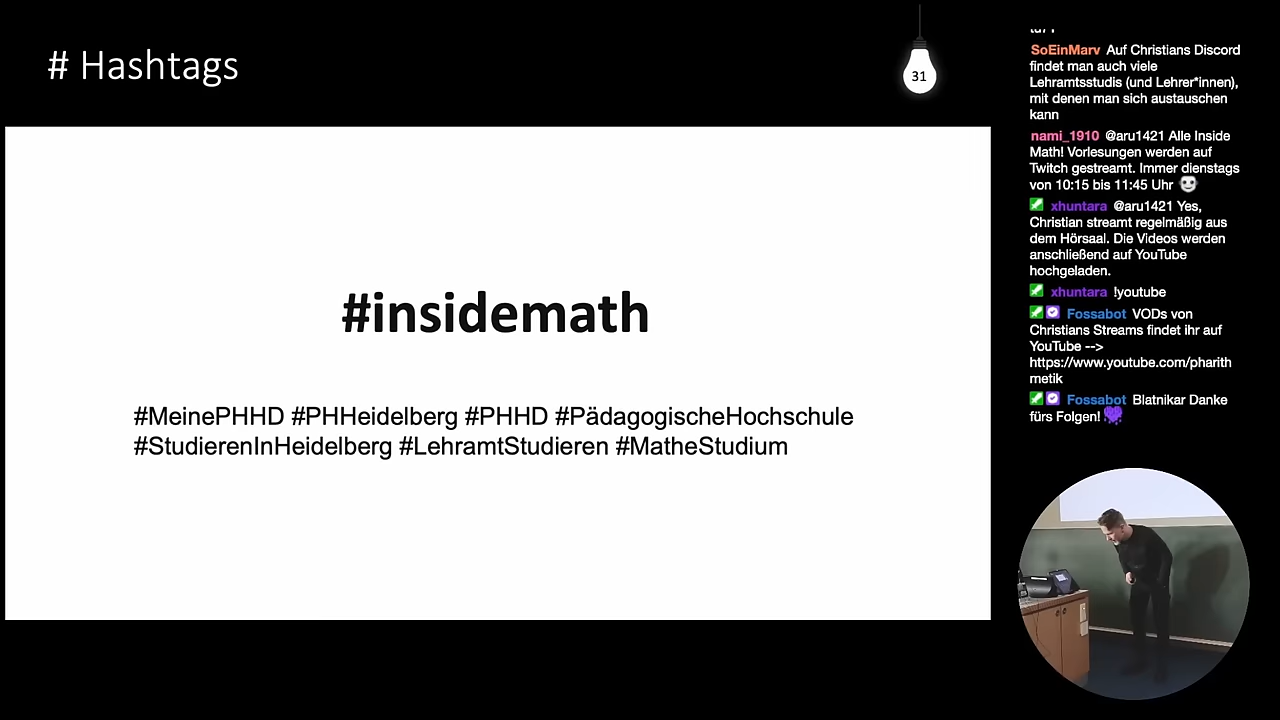 # Hashtags
31
#insidemath
#MeinePHHD #PHHeidelberg #PHHD #PädagogischeHochschule
#StudierenInHeidelberg #LehramtStudieren #MatheStudium
SoEinMarv Auf Christians Discord
findet man auch viele
Lehramtsstudis (und Lehrer*innen),
mit denen man sich austauschen
kann
nami_1910 @aru1421 Alle Inside
Math! Vorlesungen werden auf
Twitch gestreamt. Immer dienstags
von 10:15 bis 11:45 Uhr
xhuntara @aru1421 Yes,
Christian streamt regelmäßig aus
dem Hörsaal. Die Videos werden
anschließend auf YouTube
hochgeladen.
xhuntara !youtube
Fossabot VODs von
Christians Streams findet ihr auf
YouTube -->
https://www.youtube.com/pharith
metik
Fossabot Blatnikar Danke
fürs Folgen!